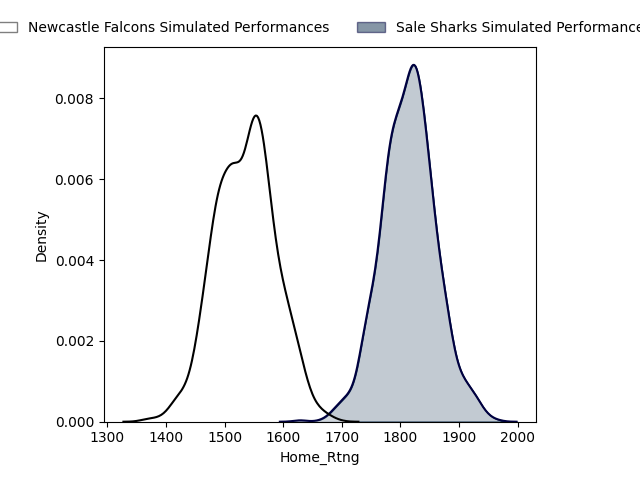 Newcastle Falcons Simulated Performances
Sale Sharks Simulated Performance
0.008
0.006
0.004
0.002
0.000
Density
1300 1400 1500 1600 1700 1800 1900 2000
Home_Rtng